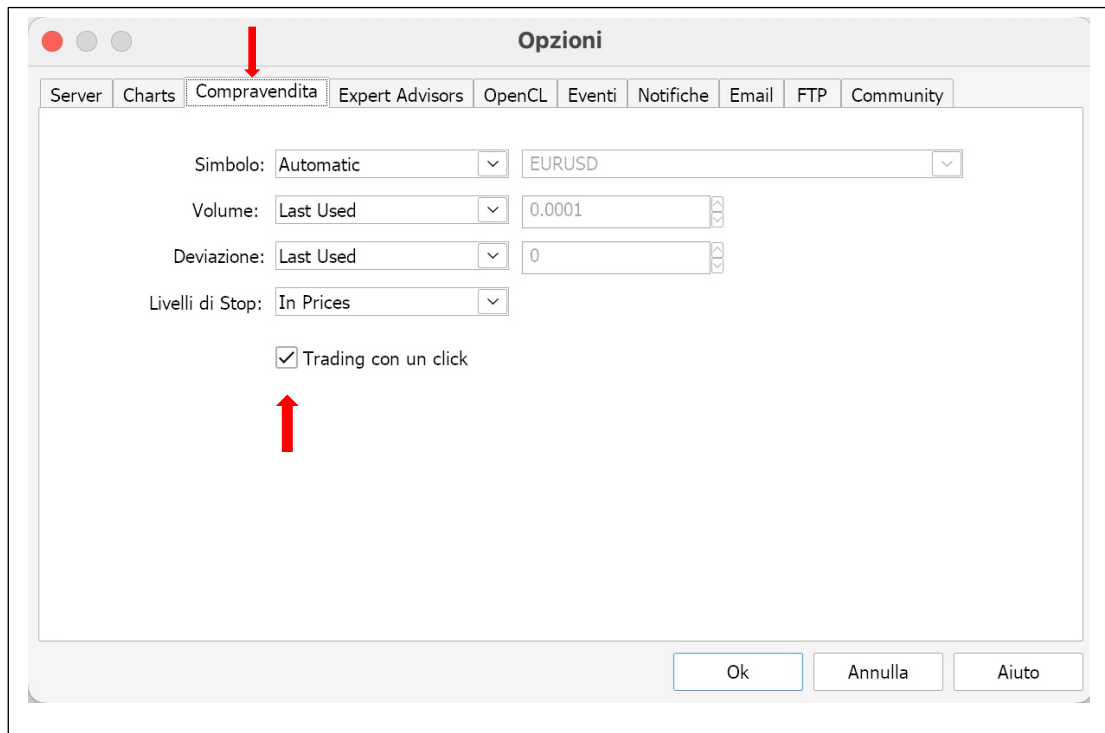 Opzioni
Server Charts Compravendita Expert Advisors OpenCL Eventi Notifiche Email FTP Community
Simbolo: Automatic EURUSD
Volume: Last Used 0.0001
Deviazione: Last Used 0
Livelli di Stop: In Prices
Trading con un click
Ok Annulla Aiuto